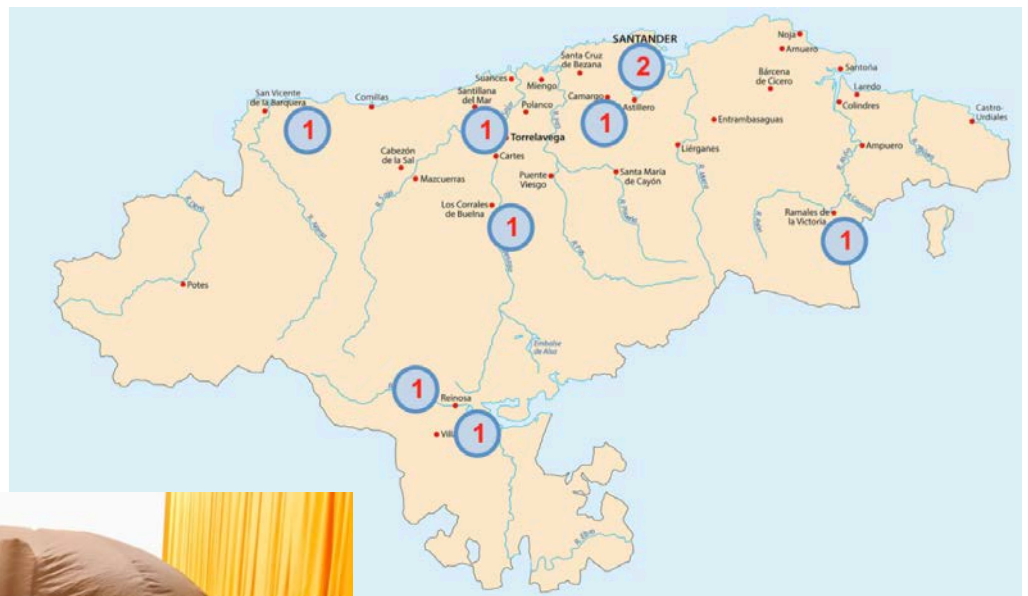 SANTANDER
Noja
Arnuero
Santa Cruz
de Bezana
Santoña
Suances
Miengo
Bárcena
de Cicero
Laredo
San Vicente
de la Barquera
Comillas
Santillana
del Mar
Camargo
Astillero
Colindres
Castro-
Urdiales
2
1
1
1
Polanco
Entrambasaguas
Torrelavega
Cabezón
de la Sal
Cartes
Liérganes
Ampuero
Mazcuerras
Puente
Viesgo
Santa María
de Cayón
Los Corrales
de Buelna
Ramales de
la Victoria
1
1
Potes
Embalse
de Alsa
1
Reinosa
1
R. Ebro